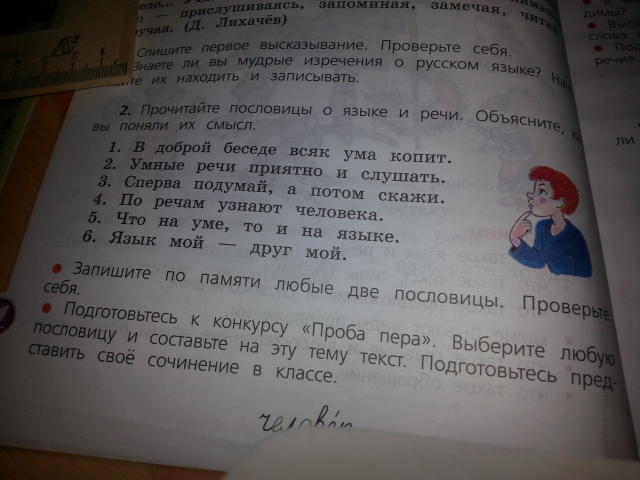 — прислушиваясь, запоминая, замечая,
(Д. Лихачёв)
Спишите первое высказывание. Проверьте себя.
Знаете ли вы мудрые изречения о русском языке?
их находить и записывать.
2. Прочитайте пословицы о языке и речи. Объясните,
вы поняли их смысл.
1. В доброй беседе всяк ума копит.
2. Умные речи приятно и слушать.
3. Сперва подумай, а потом скажи.
4. По речам узнают человека.
5. Что на уме, то и на языке.
6. Язык мой — друг мой.
• Запишите по памяти любые две пословицы. Проверьте
себя.
• Подготовьтесь к конкурсу «Проба пера». Выберите любую
пословицу и составьте на эту тему текст. Подготовьтесь пред-
ставить своё сочинение в классе.